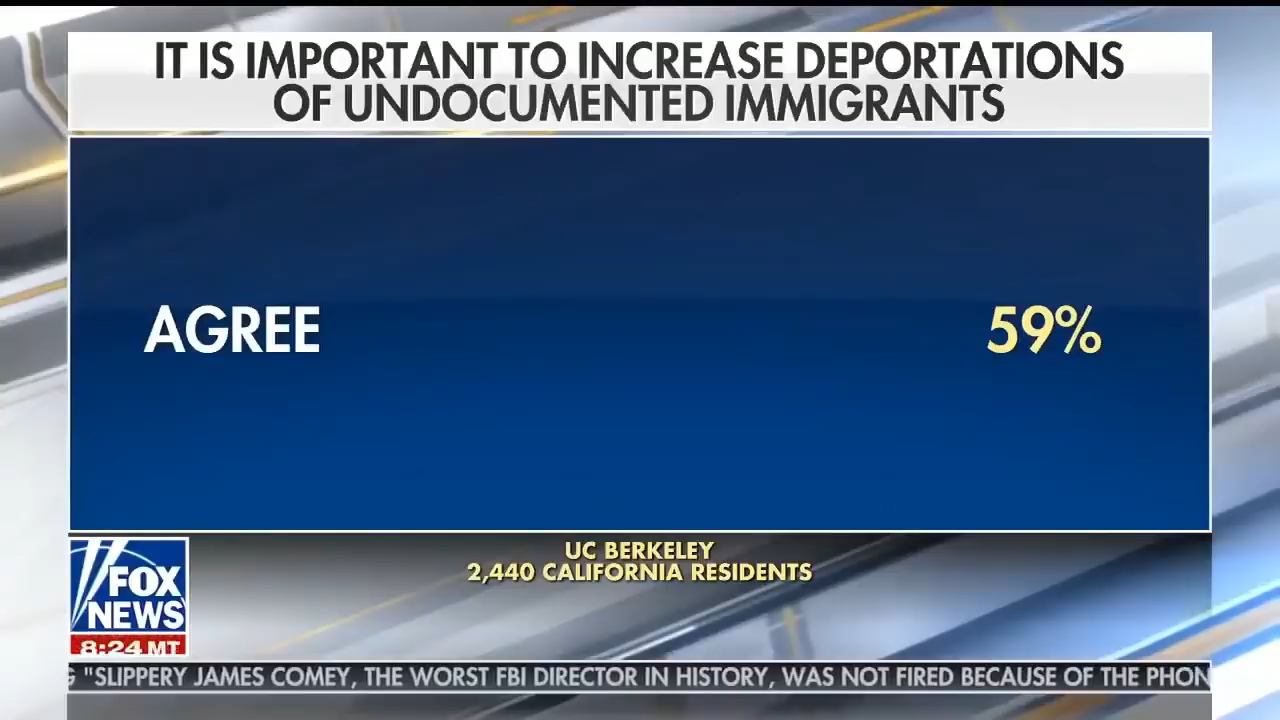 IT IS IMPORTANT TO INCREASE DEPORTATIONS
OF UNDOCUMENTED IMMIGRANTS
AGREE 59%
UC BERKELEY
2,440 CALIFORNIA RESIDENTS
FOX
NEWS
8:24 MT
"SLIPPERY JAMES COMEY, THE WORST FBI DIRECTOR IN HISTORY, WAS NOT FIRED BECAUSE OF THE PHON